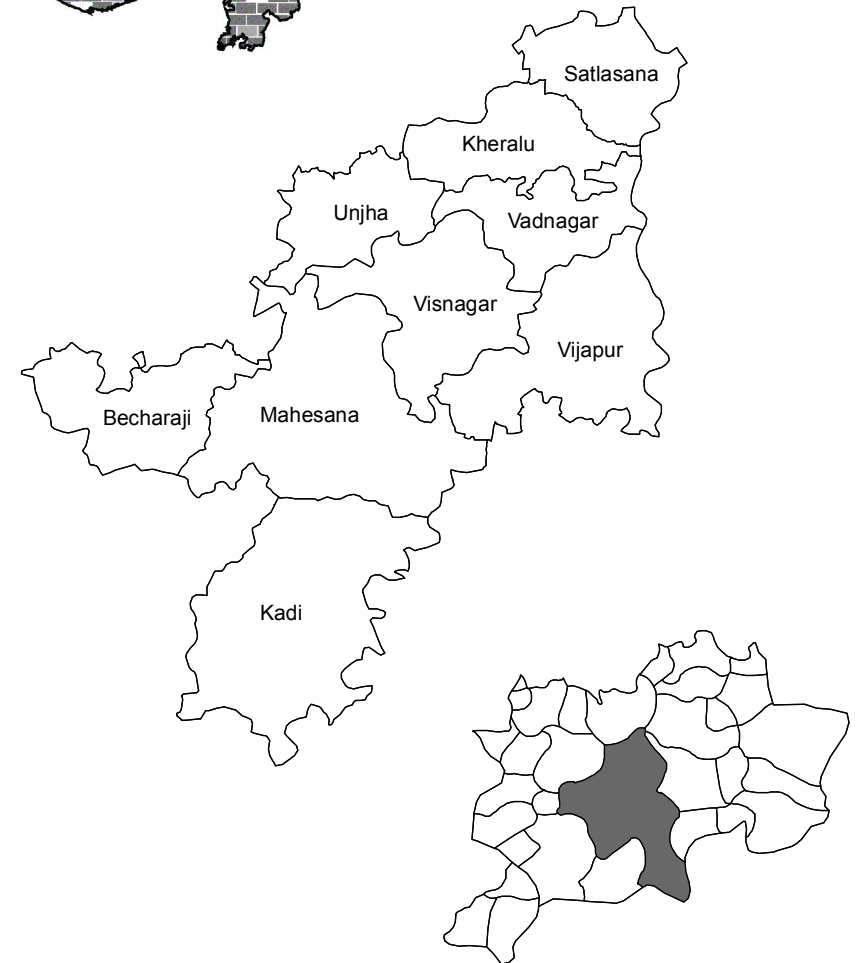 Satlasana
Kheralu
Unjha
Vadnagar
Visnagar
Vijapur
Becharaji
Mahesana
Kadi